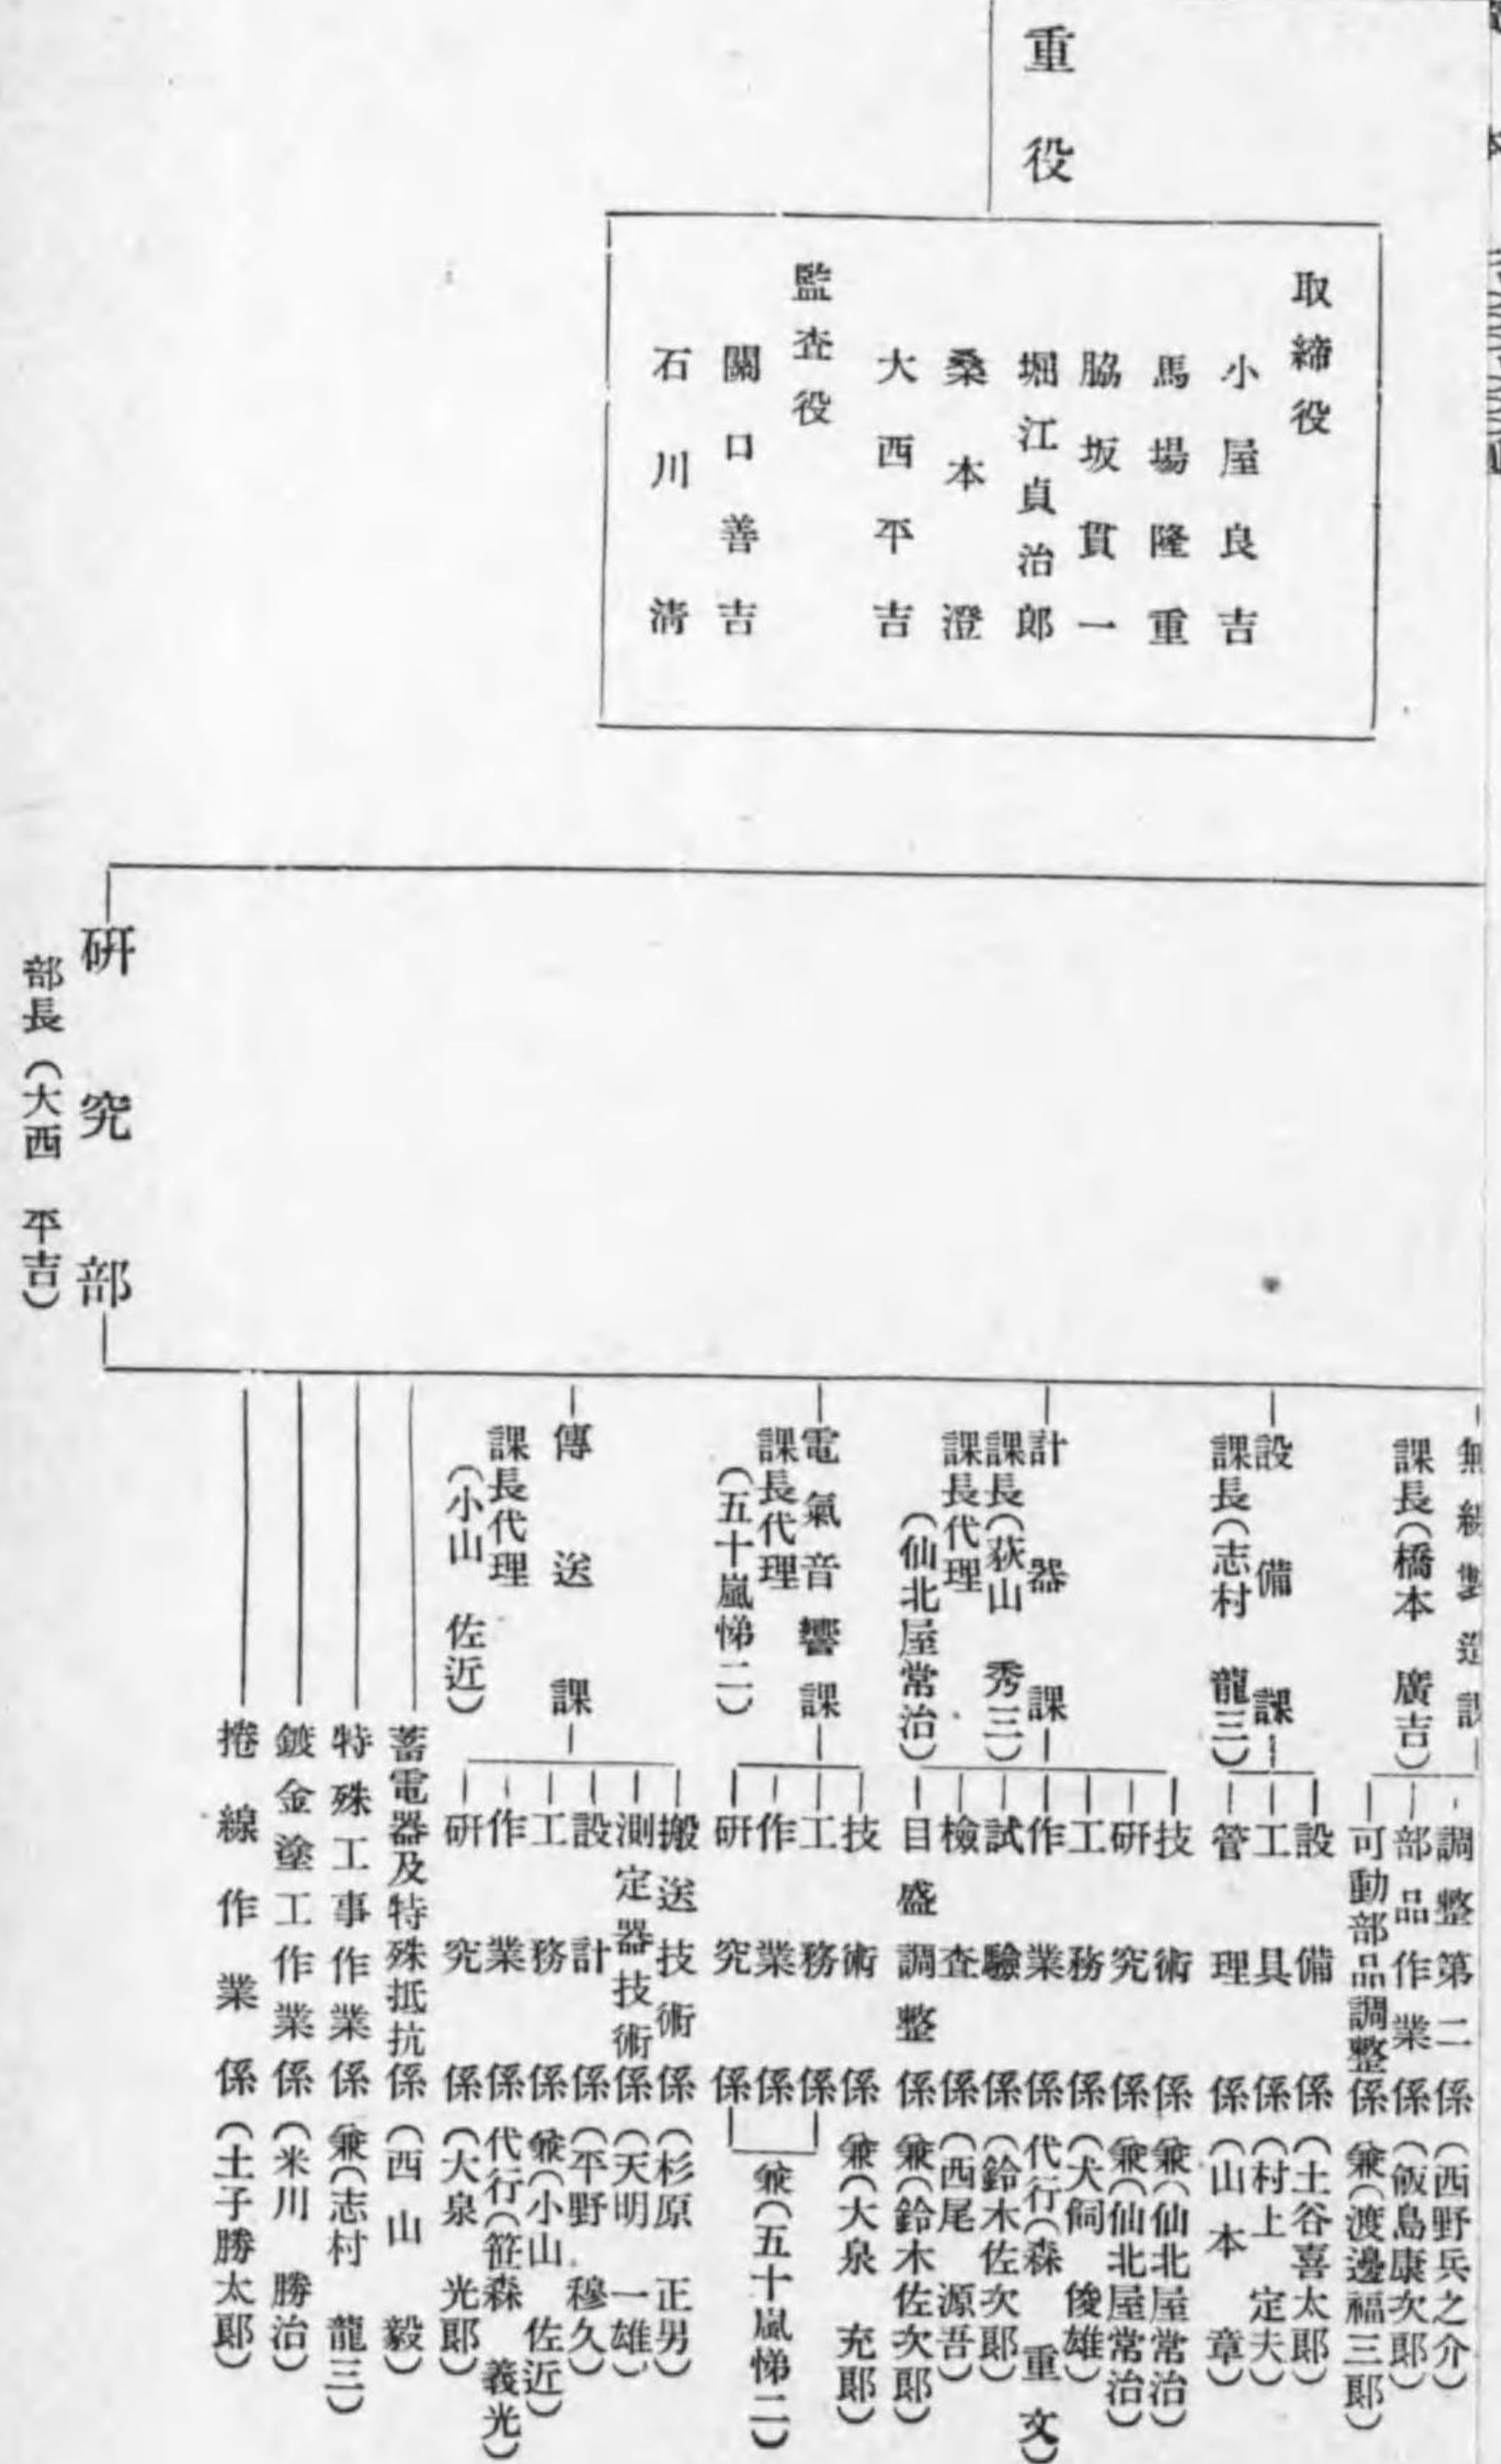 重役
取締役
小屋良吉
馬場隆重
脇坂貫一
堀江貞治郎
桑本澄
大西平吉
監査役
關口善吉
石川清
研究部
部長(大西 平吉)
無線製造課
課長(橋本 廣吉)
調整第二係(西野兵之介)
部品作業係(飯島康次郎)
可動部品調整係兼(渡邊福三郎)
設備課
課長(志村 龍三)
設備係(土谷喜太郎)
工具係(村上 定夫)
管理係(山本 章)
計器課
課長(荻山 秀三)
課長代理
(仙北屋常治)
技術係兼(仙北屋常治)
研究係兼(仙北屋常治)
工務係(犬飼 俊雄)
作業係代行(森 重文)
試驗係(鈴木佐次郎)
檢査係(西尾 源吾)
目盛調整係兼(鈴木佐次郎)
電氣音響課
課長代理
(五十嵐悌二)
技術係兼(大泉 充郎)
工務係
作業係
研究係
兼(五十嵐悌二)
傳送課
課長代理
(小山 佐近)
搬送技術係(杉原 正男)
測定器技術係(天明 一雄)
設計係(平野 穆久)
工務係兼(小山 佐近)
作業係代行(笹森 義光)
研究係(大泉 光郎)
蓄電器及特殊抵抗係(西山 毅)
特殊工事作業係兼(志村 龍三)
鍍金塗工作業係(米川 勝治)
捲線作業係(土子勝太郎)